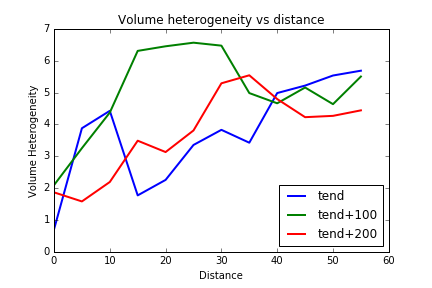 Volume heterogeneity vs distance
7
6
5
4
3
2
1
0
Volume Heterogeneity
tend
tend+100
tend+200
0 10 20 30 40 50 60
Distance